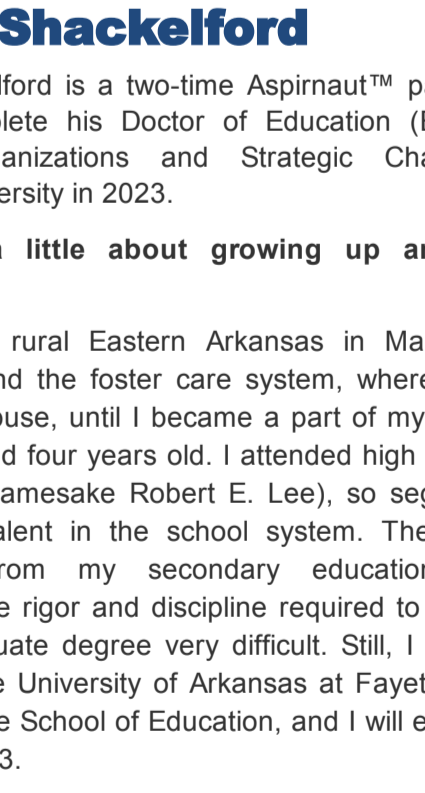 Shackelford
lford is a two-time Aspirnaut™ p
lete his Doctor of Education (E
anizations and Strategic Cha
ersity in 2023.
little about growing up a
rural Eastern Arkansas in Ma
nd the foster care system, where
ouse, until I became a part of my
d four years old. I attended high
amesake Robert E. Lee), so seg
alent in the school system. The
rom my secondary education
e rigor and discipline required to
uate degree very difficult. Still, I
e University of Arkansas at Fayet
e School of Education, and I will e
3.